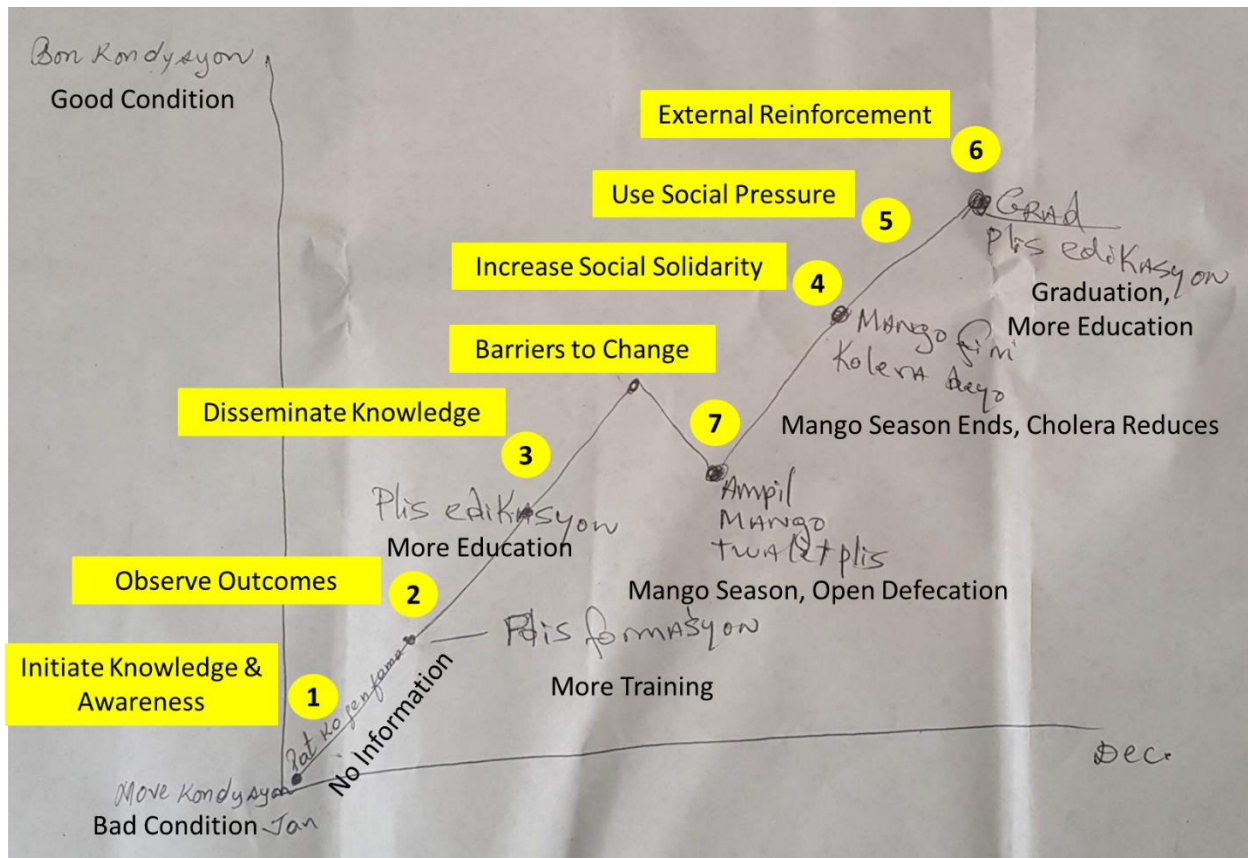 Bon Kondysyon
Good Condition
External Reinforcement
6
Use Social Pressure
5
GRAD
Plis edikasyon
Graduation,
More Education
Increase Social Solidarity
4
MANgo fini
Kolera
Mango Season Ends, Cholera Reduces
Barriers to Change
7
Ampil
MANgo
twalet plis
Mango Season, Open Defecation
Disseminate Knowledge
3
Plis edikasyon
More Education
Observe Outcomes
2
Plis formasyon
More Training
Initiate Knowledge &
Awareness
1
No Information
Move Kondysyon
Bad Condition
Jan
Dec.